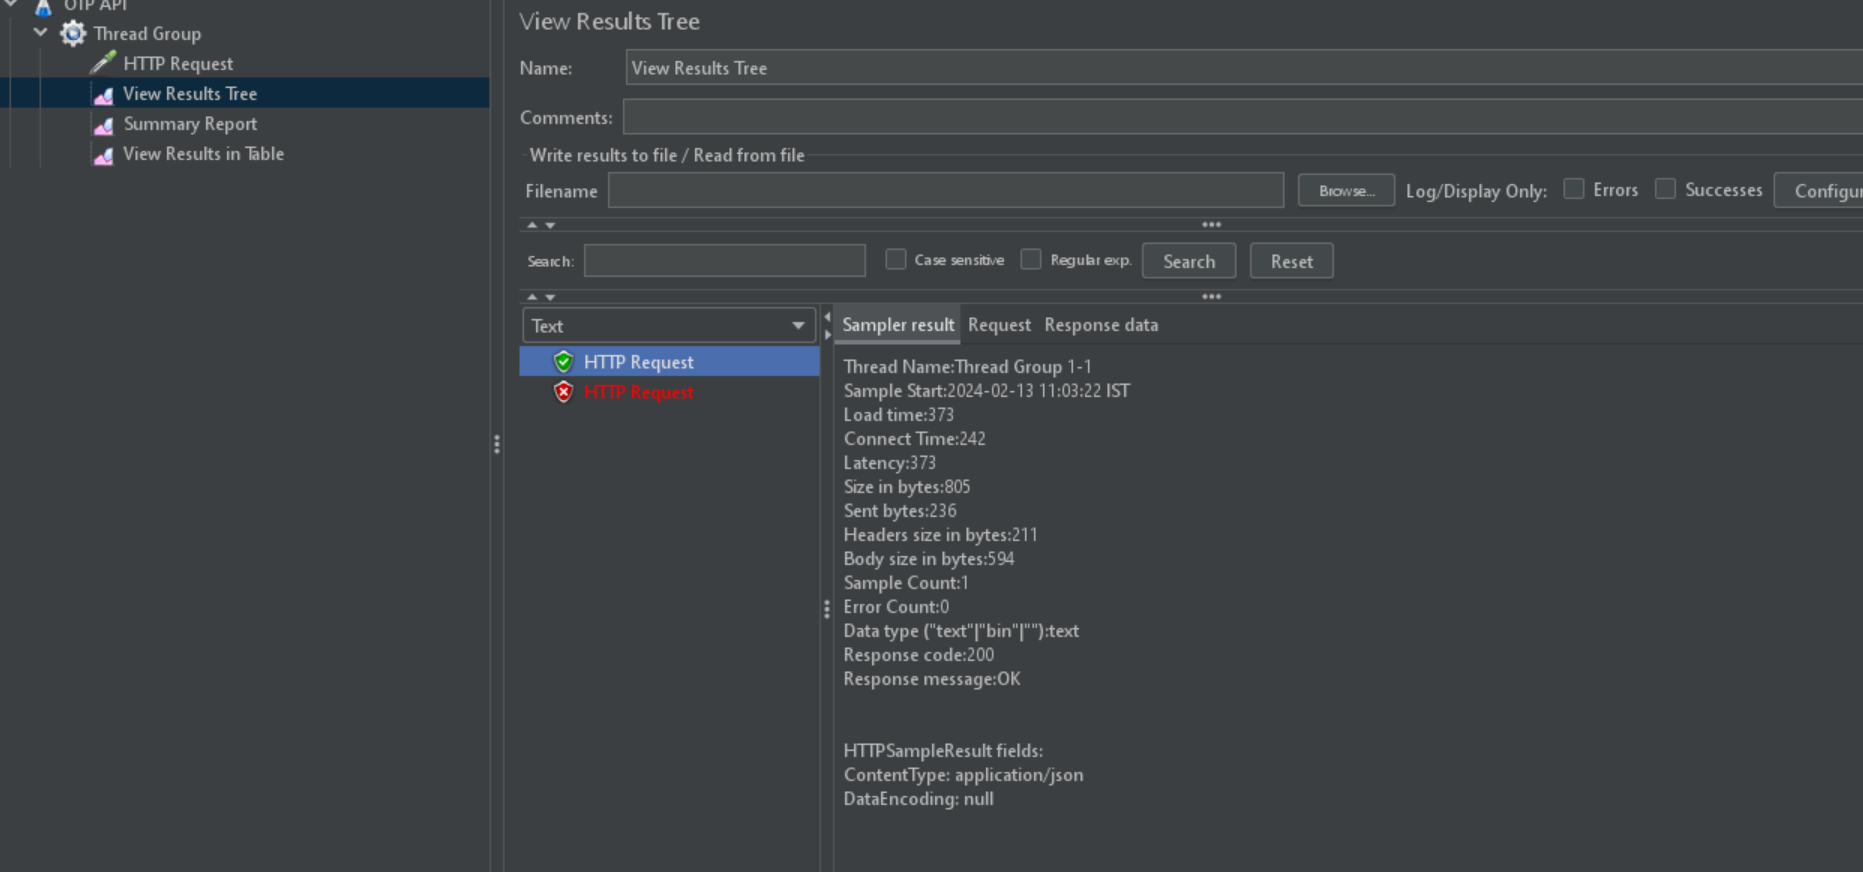 OTP API
Thread Group
HTTP Request
View Results Tree
Summary Report
View Results in Table
View Results Tree
Name: View Results Tree
Comments:
Write results to file / Read from file
Filename Browse... Log/Display Only: Errors Successes Configur
Search: Case sensitive Regular exp. Search Reset
Text
HTTP Request
HTTP Request
Sampler result Request Response data
Thread Name:Thread Group 1-1
Sample Start:2024-02-13 11:03:22 IST
Load time:373
Connect Time:242
Latency:373
Size in bytes:805
Sent bytes:236
Headers size in bytes:211
Body size in bytes:594
Sample Count:1
Error Count:0
Data type ("text"|"bin"|""):text
Response code:200
Response message:OK
HTTPSampleResult fields:
ContentType: application/json
DataEncoding: null